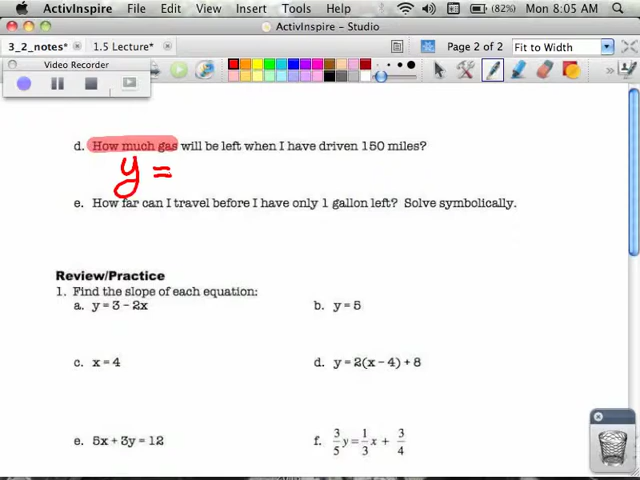 ActivInspire File Edit View Insert Tools Help (82%) Mon 8:05 AM
ActivInspire - Studio
3_2_notes* 1.5 Lecture* Page 2 of 2 Fit to Width
Video Recorder
d. How much gas will be left when I have driven 150 miles?
y =
e. How far can I travel before I have only 1 gallon left? Solve symbolically.
Review/Practice
1. Find the slope of each equation:
a. y = 3 – 2x b. y = 5
c. x = 4 d. y = 2(x – 4) + 8
e. 5x + 3y = 12 f. 3/5 y = 1/3 x + 3/4